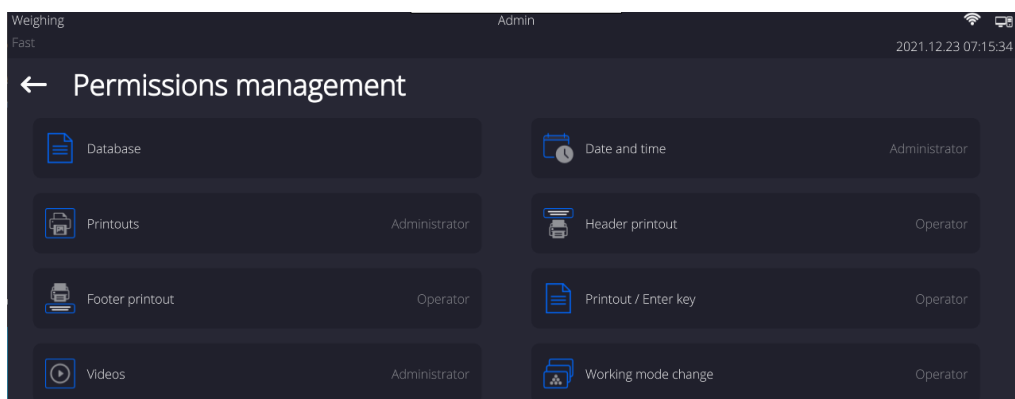 Weighing Admin
Fast 2021.12.23 07:15:34
Permissions management
Database Date and time Administrator
Printouts Administrator Header printout Operator
Footer printout Operator Printout / Enter key Operator
Videos Administrator Working mode change Operator